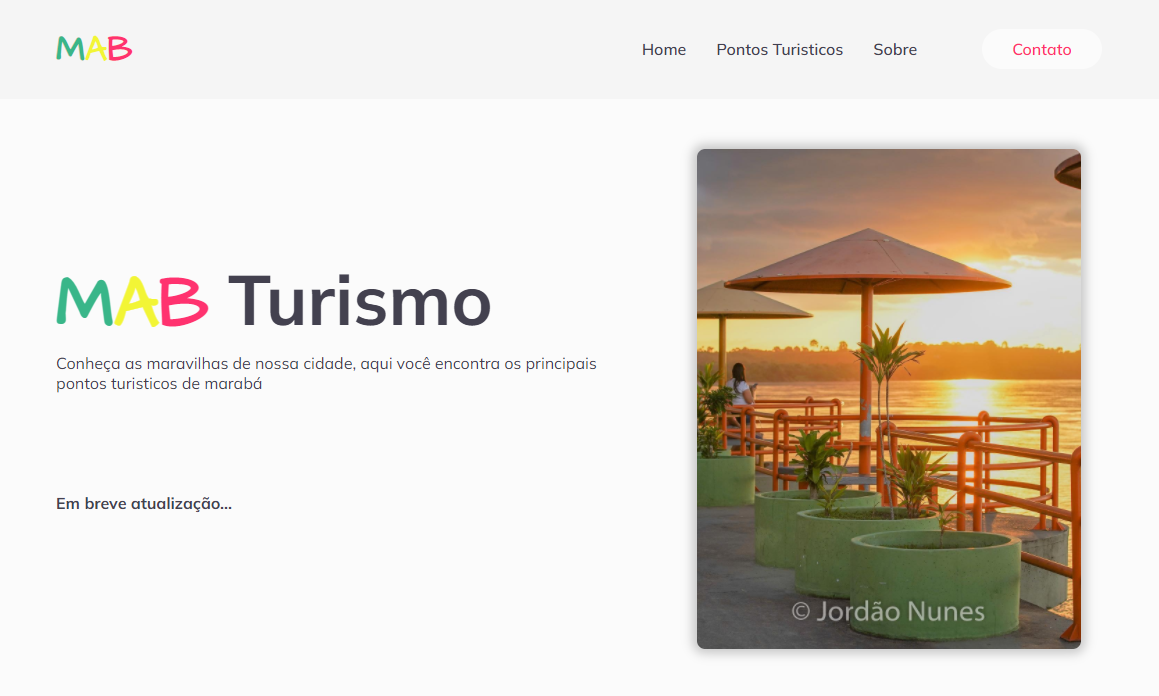 MAB
Home
Pontos Turisticos
Sobre
Contato
MAB Turismo
Conheça as maravilhas de nossa cidade, aqui você encontra os principais
pontos turisticos de marabá
Em breve atualização...
© Jordão Nunes